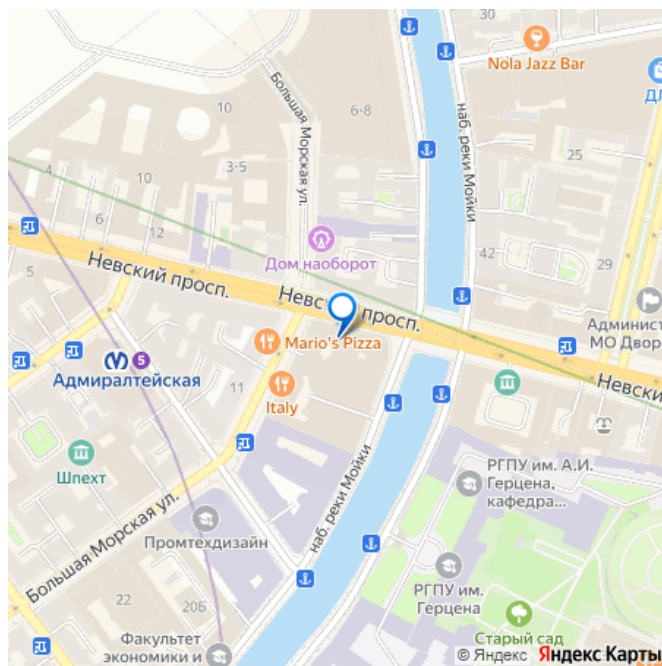 30
Nola Jazz Bar
Большая Морская ул.
6-8
10
наб. реки Мойки
ДЛ
25
3-5
4
10
6
12
42
29
Дом наоборот
5
Невский просп.
Невский просп.
Админист
МО Двор
Mario's Pizza
5
Адмиралтейская
11
Italy
Невски
Шпехт
РГПУ им. А.И.
Герцена,
кафедра...
наб. реки Мойки
Большая Морская ул.
Промтехдизайн
РГПУ им.
Герцена
22
20Б
Старый сад
Факультет
экономики и
© Яндекс Яндекс Карты